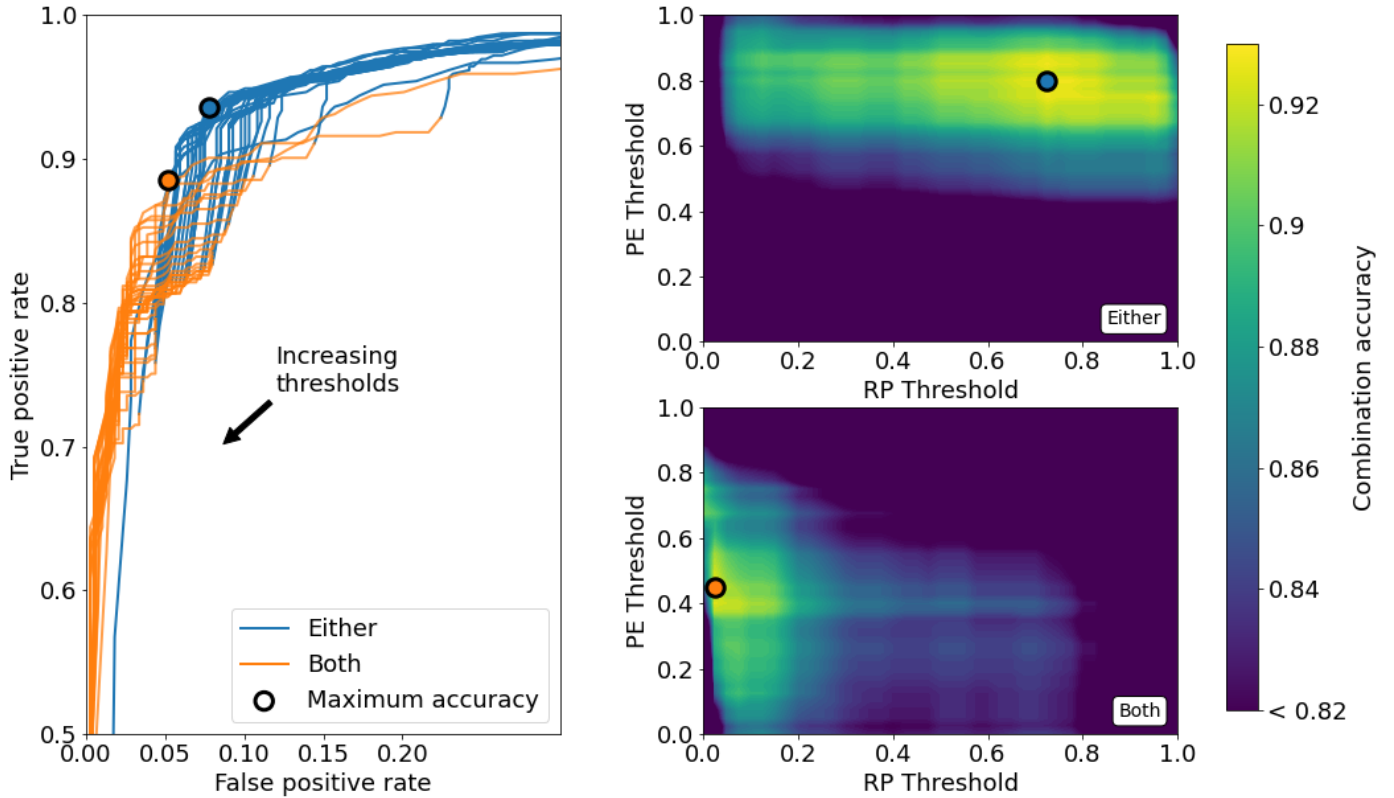 True positive rate
1.0
0.9
0.8
0.7
0.6
0.5
0.00
0.05
0.10
0.15
0.20
False positive rate
Increasing
thresholds
Either
Both
Maximum accuracy
PE Threshold
1.0
0.8
0.6
0.4
0.2
0.0
0.0
0.2
0.4
0.6
0.8
1.0
RP Threshold
Either
PE Threshold
1.0
0.8
0.6
0.4
0.2
0.0
0.0
0.2
0.4
0.6
0.8
1.0
RP Threshold
Both
0.92
0.9
0.88
0.86
0.84
< 0.82
Combination accuracy